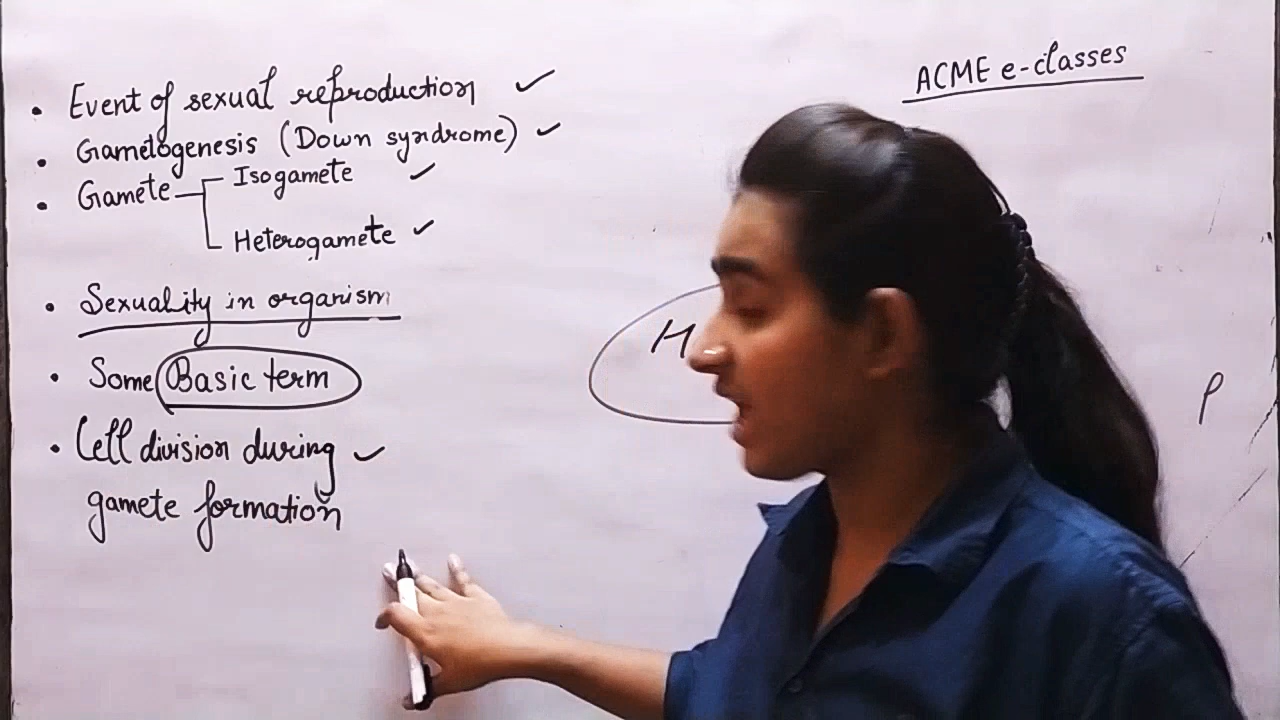 ACME e-classes
• Event of sexual reproduction ✓
• Gametogenesis (Down syndrome) ✓
• Gamete Isogamete ✓
Heterogamete ✓
• Sexuality in organism
• Some Basic term
• Cell division during ✓
gamete formation
H
P